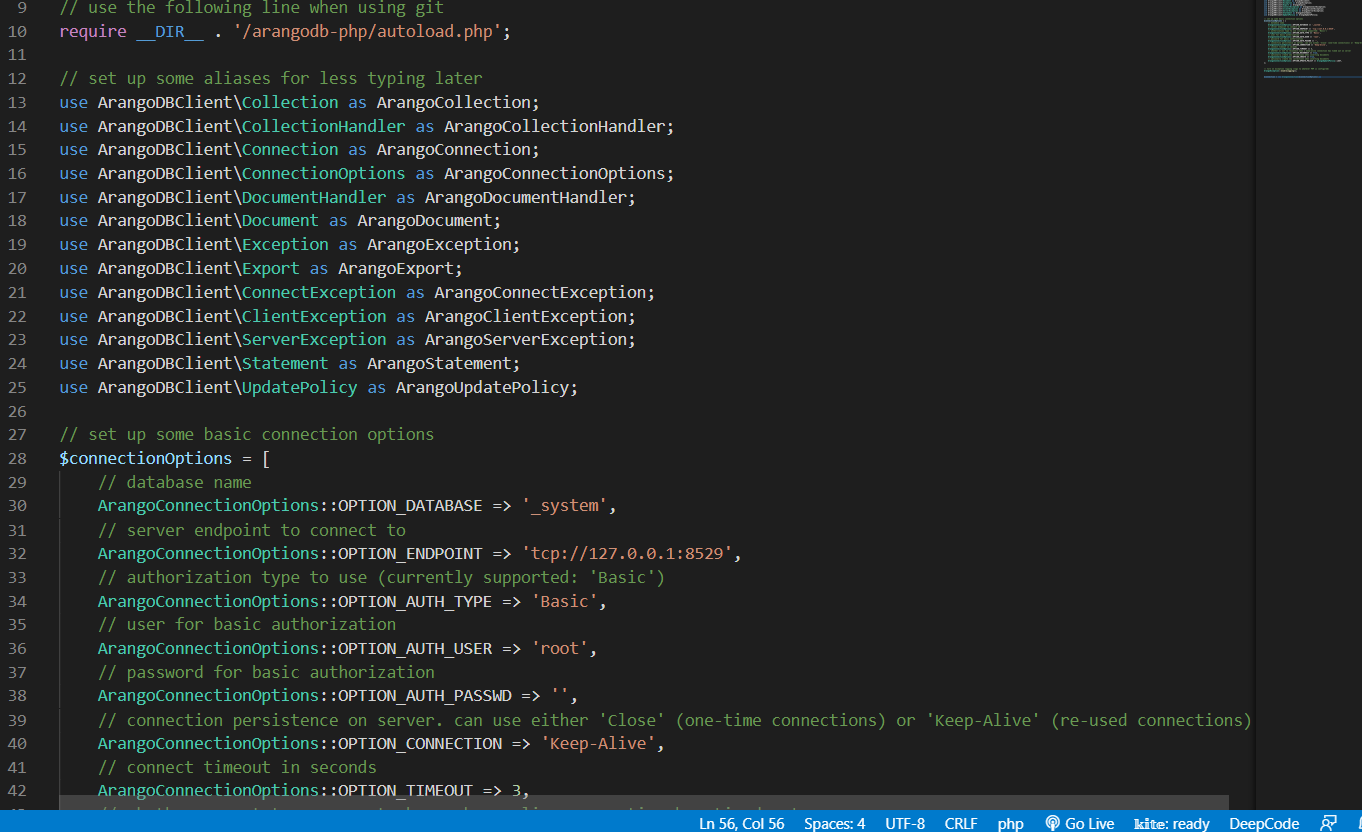 9 // use the following line when using git
10 require __DIR__ . '/arangodb-php/autoload.php';
11
12 // set up some aliases for less typing later
13 use ArangoDBClient\Collection as ArangoCollection;
14 use ArangoDBClient\CollectionHandler as ArangoCollectionHandler;
15 use ArangoDBClient\Connection as ArangoConnection;
16 use ArangoDBClient\ConnectionOptions as ArangoConnectionOptions;
17 use ArangoDBClient\DocumentHandler as ArangoDocumentHandler;
18 use ArangoDBClient\Document as ArangoDocument;
19 use ArangoDBClient\Exception as ArangoException;
20 use ArangoDBClient\Export as ArangoExport;
21 use ArangoDBClient\ConnectException as ArangoConnectException;
22 use ArangoDBClient\ClientException as ArangoClientException;
23 use ArangoDBClient\ServerException as ArangoServerException;
24 use ArangoDBClient\Statement as ArangoStatement;
25 use ArangoDBClient\UpdatePolicy as ArangoUpdatePolicy;
26
27 // set up some basic connection options
28 $connectionOptions = [
29 // database name
30 ArangoConnectionOptions::OPTION_DATABASE => '_system',
31 // server endpoint to connect to
32 ArangoConnectionOptions::OPTION_ENDPOINT => 'tcp://127.0.0.1:8529',
33 // authorization type to use (currently supported: 'Basic')
34 ArangoConnectionOptions::OPTION_AUTH_TYPE => 'Basic',
35 // user for basic authorization
36 ArangoConnectionOptions::OPTION_AUTH_USER => 'root',
37 // password for basic authorization
38 ArangoConnectionOptions::OPTION_AUTH_PASSWD => '',
39 // connection persistence on server. can use either 'Close' (one-time connections) or 'Keep-Alive' (re-used connections)
40 ArangoConnectionOptions::OPTION_CONNECTION => 'Keep-Alive',
41 // connect timeout in seconds
42 ArangoConnectionOptions::OPTION_TIMEOUT => 3,
Ln 56, Col 56 Spaces: 4 UTF-8 CRLF php Go Live kite: ready DeepCode